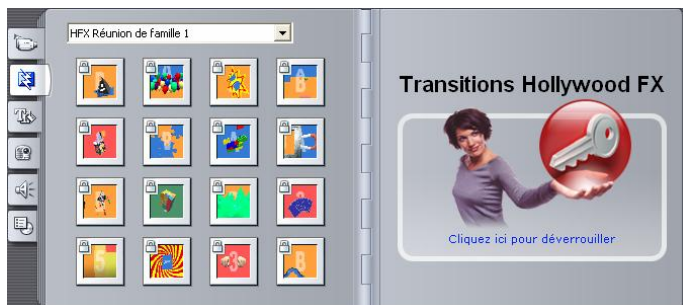 HFX Réunion de famille 1
Transitions Hollywood FX
Cliquez ici pour déverrouiller